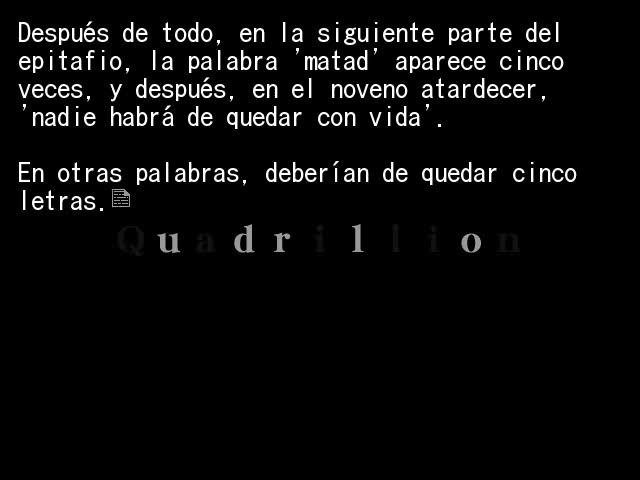 Después de todo, en la siguiente parte del
epitafio, la palabra 'matad' aparece cinco
veces, y después, en el noveno atardecer,
'nadie habrá de quedar con vida'.
En otras palabras, deberían de quedar cinco
letras.
Quadrillion